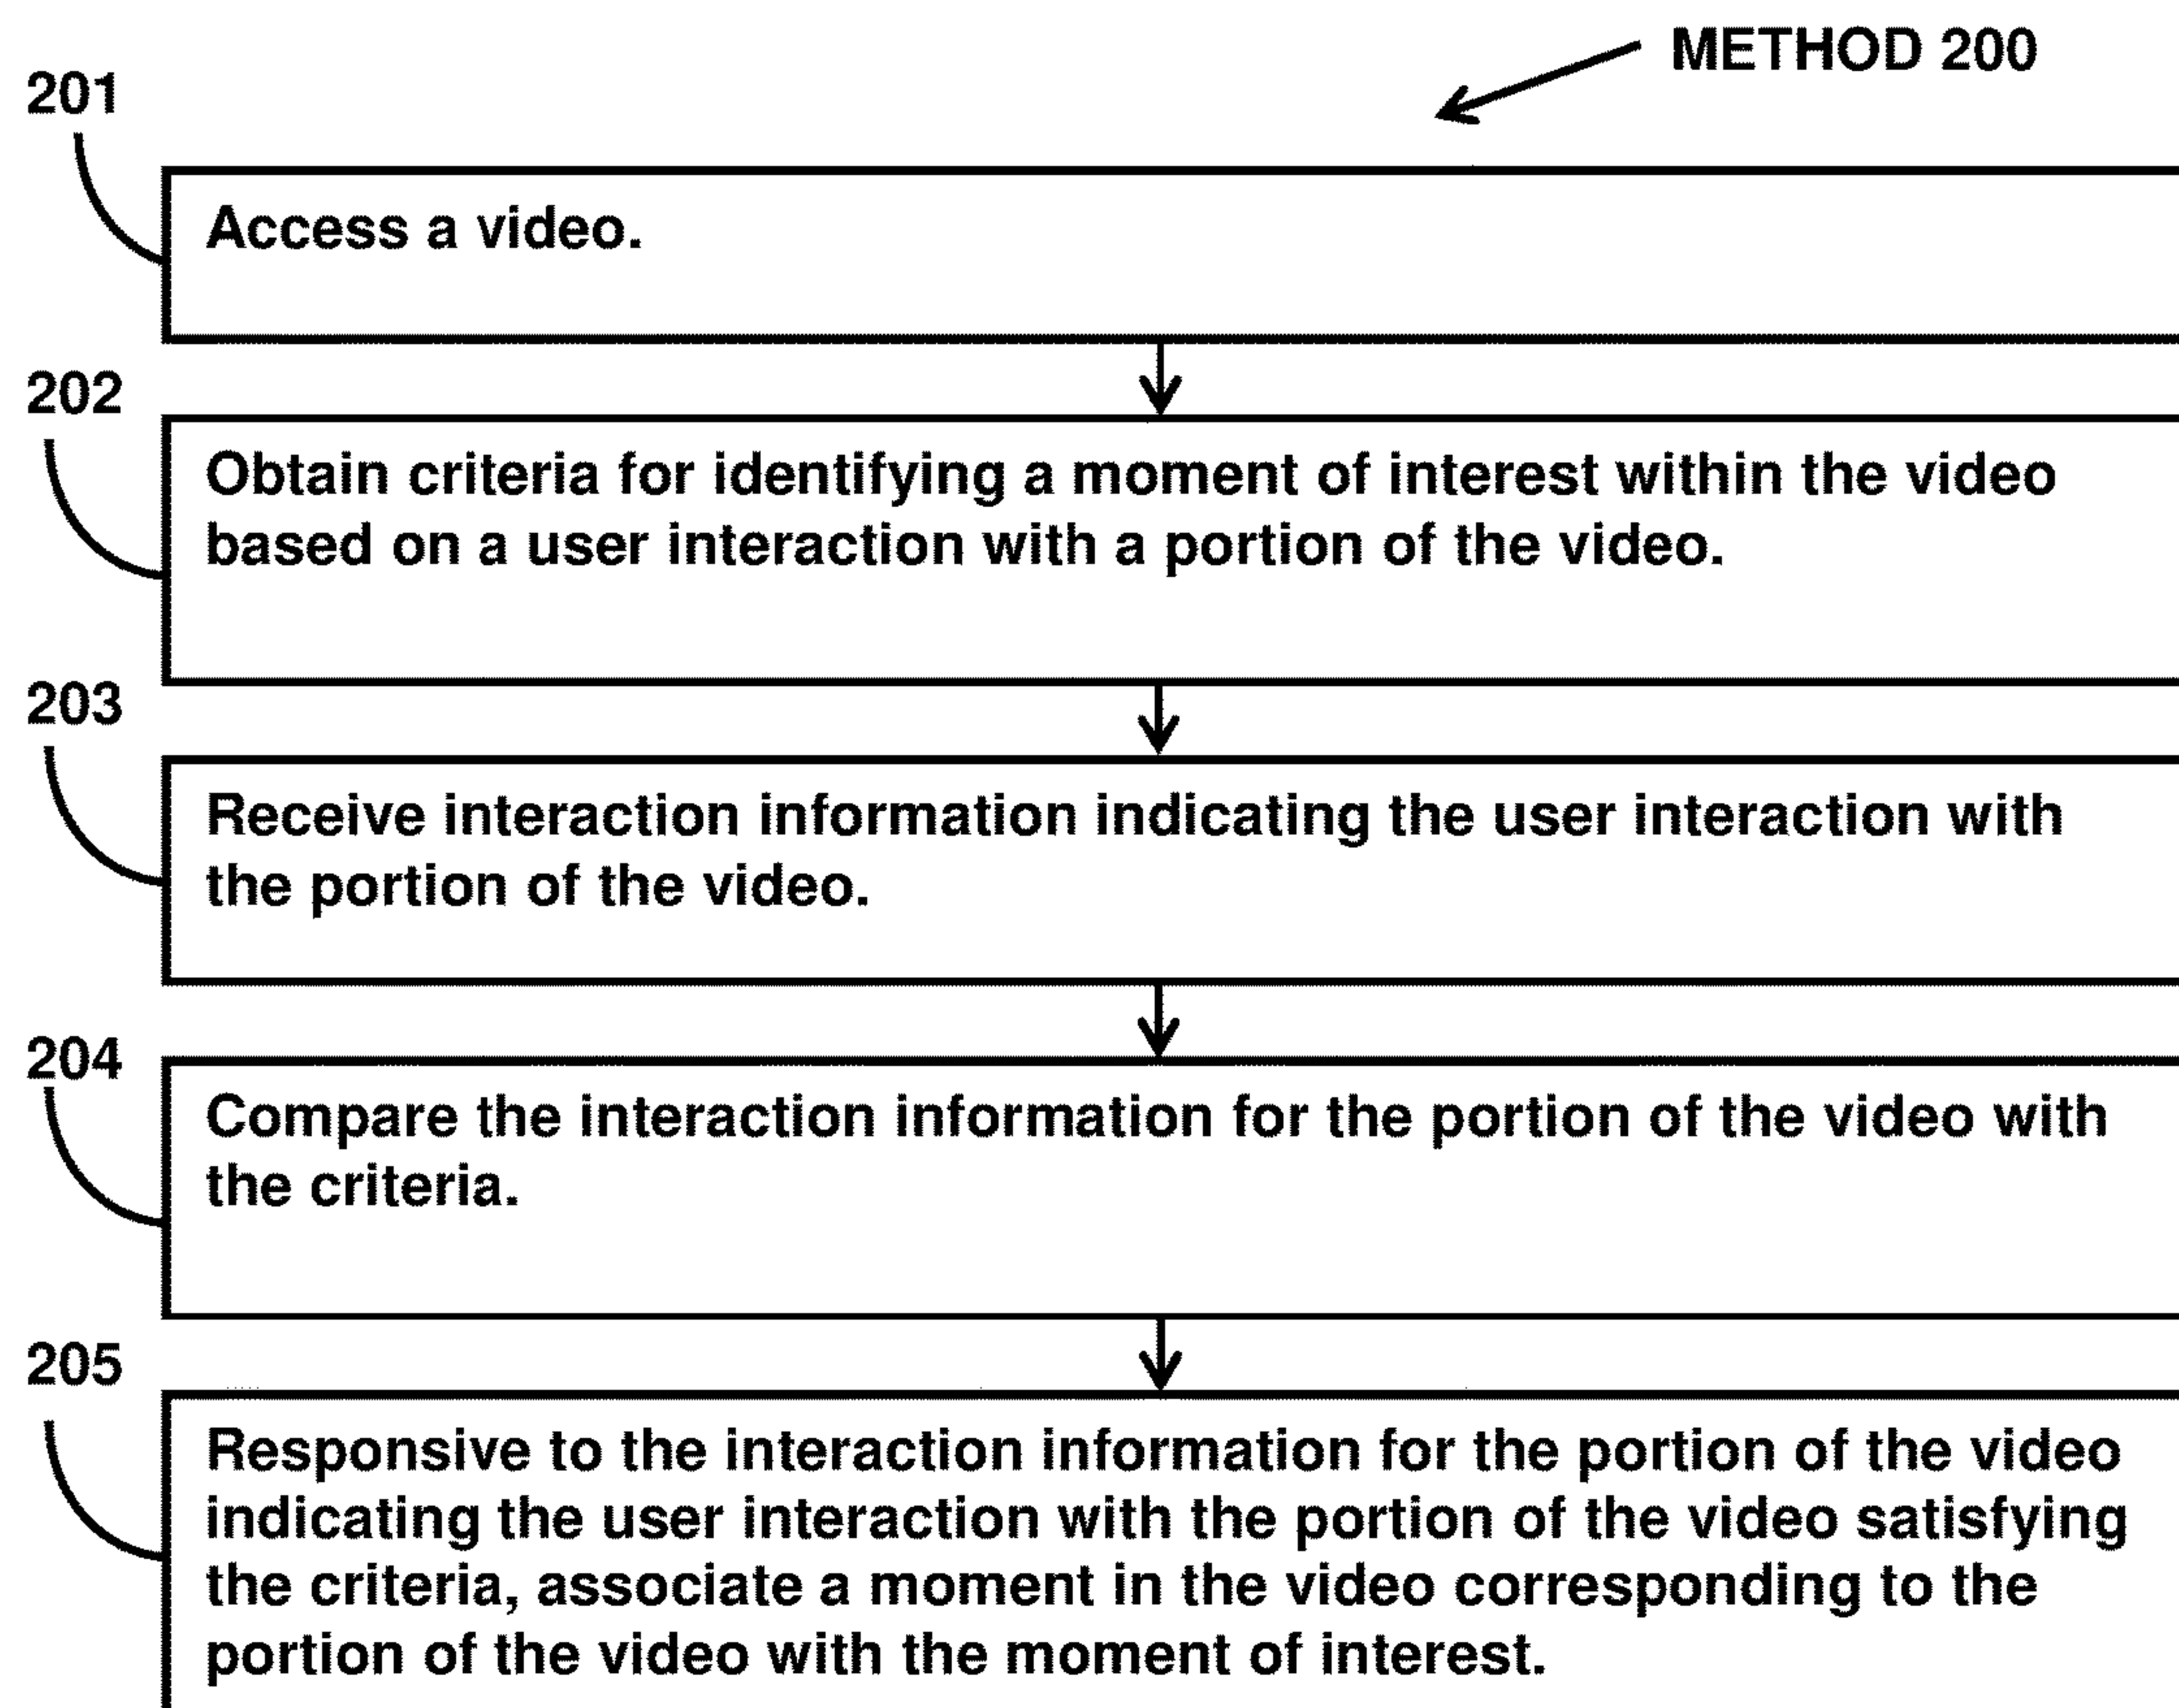 METHOD 200
201
Access a video.
202
Obtain criteria for identifying a moment of interest within the video
based on a user interaction with a portion of the video.
203
Receive interaction information indicating the user interaction with
the portion of the video.
204
Compare the interaction information for the portion of the video with
the criteria.
205
Responsive to the interaction information for the portion of the video
indicating the user interaction with the portion of the video satisfying
the criteria, associate a moment in the video corresponding to the
portion of the video with the moment of interest.